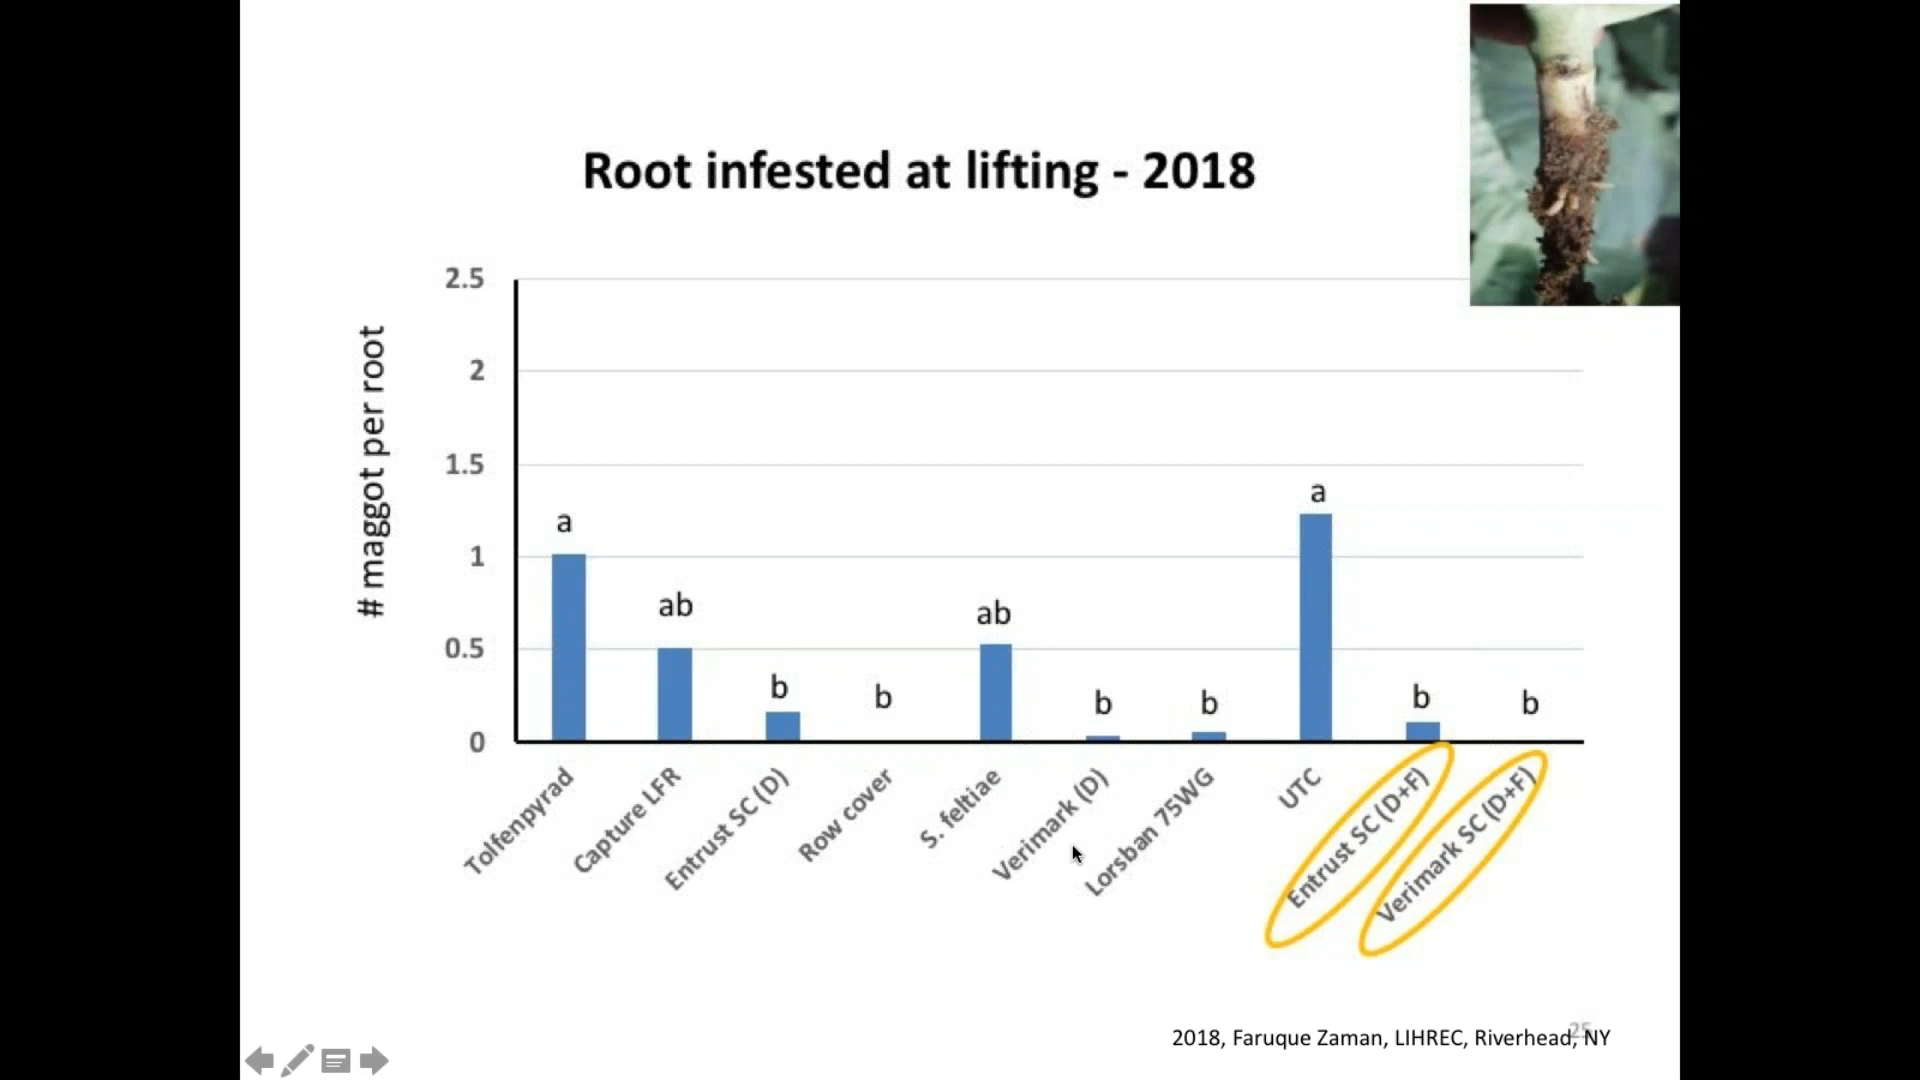 Root infested at lifting - 2018
# maggot per root
2.5
2
1.5
1
0.5
0
a
ab
b
b
ab
b
b
a
b
b
Tolfenpyrad
Capture LFR
Entrust SC (D)
Row cover
S. feltiae
Verimark (D)
Lorsban 75WG
UTC
Entrust SC (D+F)
Verimark SC (D+F)
25
2018, Faruque Zaman, LIHREC, Riverhead, NY